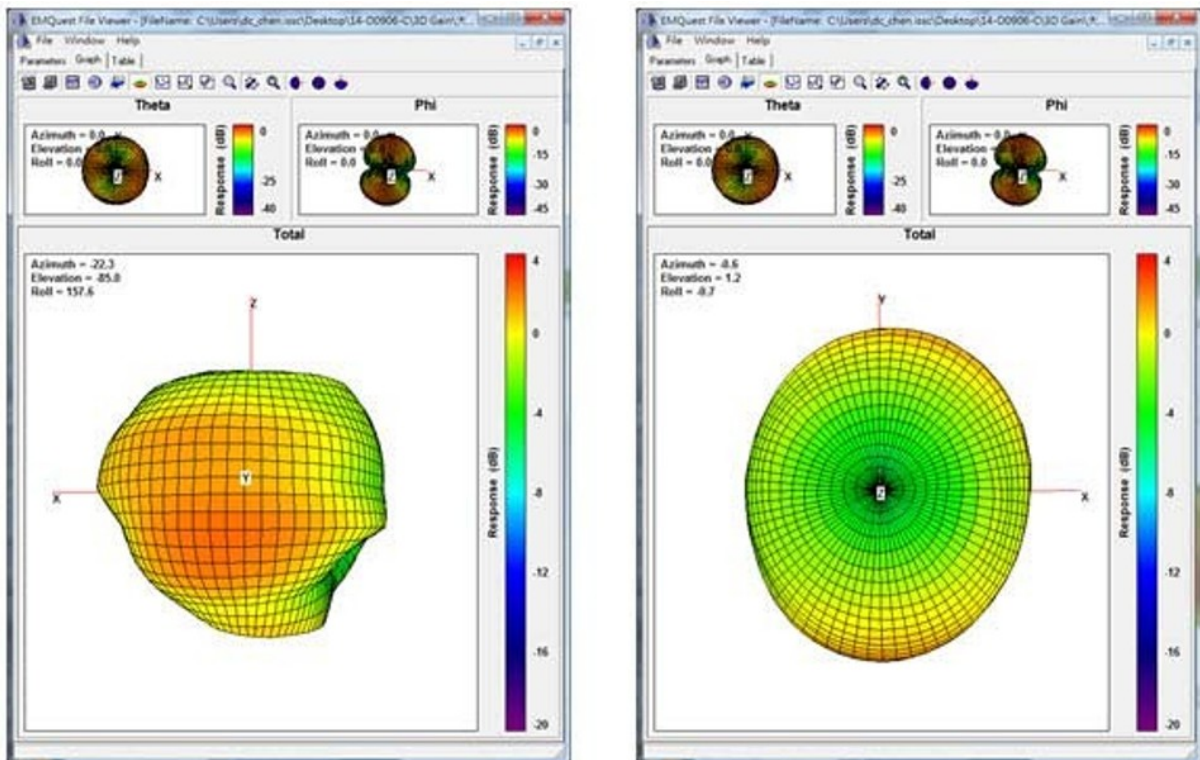 EMQuest File Viewer - [FileName: C:\Users\dc_chen.issc\Desktop\14-O0906-C\3D Gain\*.
File Window Help
Parameters Graph Table
Theta
Azimuth = 0.0
Elevation
Roll = 0.0
Z
X
Response (dB)
0
-25
-40
Phi
Azimuth = 0.0
Elevation
Roll = 0.0
Z
X
Response (dB)
0
-15
-30
-45
Total
Azimuth = -22.3
Elevation = -85.0
Roll = 157.6
Z
Y
X
Response (dB)
4
0
-4
-8
-12
-16
-20
EMQuest File Viewer - [FileName: C:\Users\dc_chen.issc\Desktop\14-O0906-C\3D Gain\*.
File Window Help
Parameters Graph Table
Theta
Azimuth = 0.0
Elevation
Roll = 0.0
Z
X
Response (dB)
0
-25
-40
Phi
Azimuth = 0.0
Elevation
Roll = 0.0
Z
X
Response (dB)
0
-15
-30
-45
Total
Azimuth = -0.6
Elevation = 1.2
Roll = -0.7
Y
Z
X
Response (dB)
4
0
-4
-8
-12
-16
-20